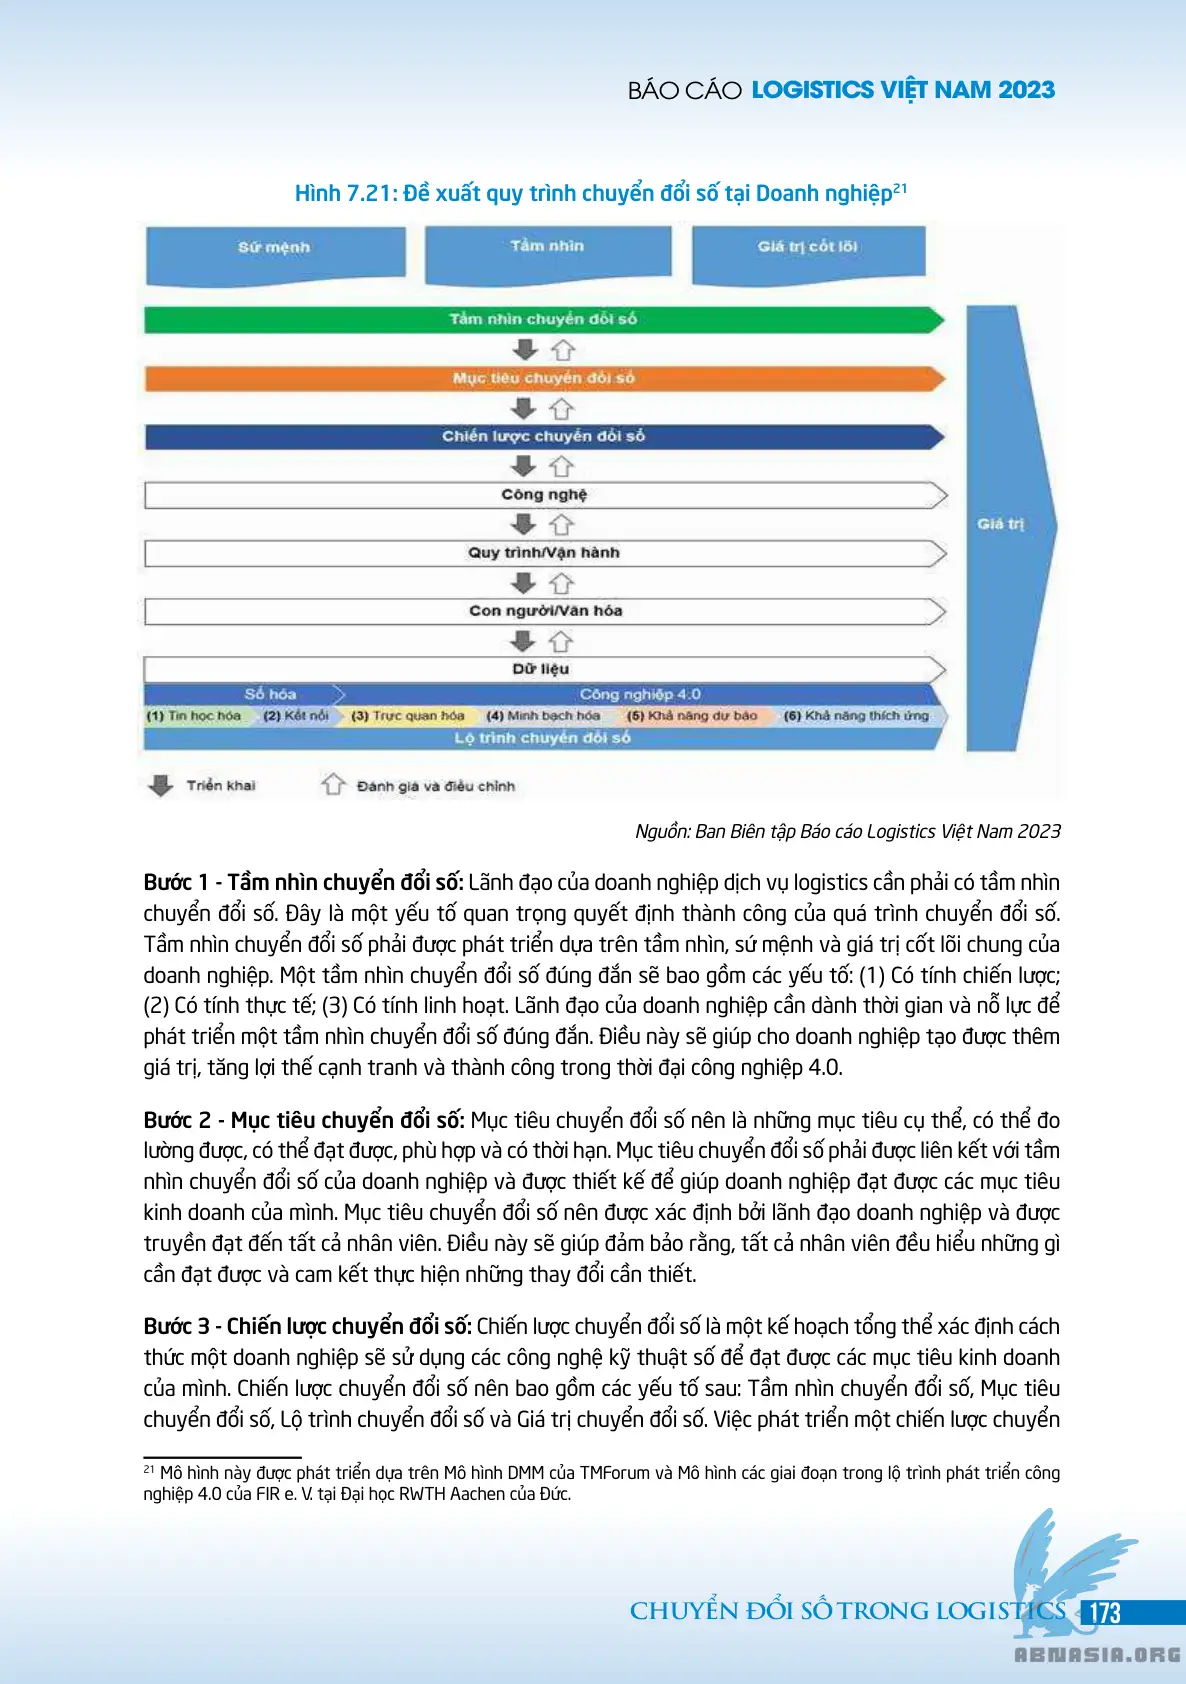 BÁO CÁO LOGISTICS VIỆT NAM 2023
Hình 7.21: Đề xuất quy trình chuyển đổi số tại Doanh nghiệp21
Sứ mệnh
Tầm nhìn
Giá trị cốt lõi
Tầm nhìn chuyển đổi số
Mục tiêu chuyển đổi số
Chiến lược chuyển đổi số
Công nghệ
Giá trị
Quy trình/Vận hành
Con người/Văn hóa
Dữ liệu
Số hóa
Công nghiệp 4.0
(1) Tin học hóa
(2) Kết nối
(3) Trực quan hóa
(4) Minh bạch hóa
(5) Khả năng dự báo
(6) Khả năng thích ứng
Lộ trình chuyển đổi số
Triển khai
Đánh giá và điều chỉnh
Nguồn: Ban Biên tập Báo cáo Logistics Việt Nam 2023
Bước 1 - Tầm nhìn chuyển đổi số: Lãnh đạo của doanh nghiệp dịch vụ logistics cần phải có tầm nhìn
chuyển đổi số. Đây là một yếu tố quan trọng quyết định thành công của quá trình chuyển đổi số.
Tầm nhìn chuyển đổi số phải được phát triển dựa trên tầm nhìn, sứ mệnh và giá trị cốt lõi chung của
doanh nghiệp. Một tầm nhìn chuyển đổi số đúng đắn sẽ bao gồm các yếu tố: (1) Có tính chiến lược;
(2) Có tính thực tế; (3) Có tính linh hoạt. Lãnh đạo của doanh nghiệp cần dành thời gian và nỗ lực để
phát triển một tầm nhìn chuyển đổi số đúng đắn. Điều này sẽ giúp cho doanh nghiệp tạo được thêm
giá trị, tăng lợi thế cạnh tranh và thành công trong thời đại công nghiệp 4.0.
Bước 2 - Mục tiêu chuyển đổi số: Mục tiêu chuyển đổi số nên là những mục tiêu cụ thể, có thể đo
lường được, có thể đạt được, phù hợp và có thời hạn. Mục tiêu chuyển đổi số phải được liên kết với tầm
nhìn chuyển đổi số của doanh nghiệp và được thiết kế để giúp doanh nghiệp đạt được các mục tiêu
kinh doanh của mình. Mục tiêu chuyển đổi số nên được xác định bởi lãnh đạo doanh nghiệp và được
truyền đạt đến tất cả nhân viên. Điều này sẽ giúp đảm bảo rằng, tất cả nhân viên đều hiểu những gì
cần đạt được và cam kết thực hiện những thay đổi cần thiết.
Bước 3 - Chiến lược chuyển đổi số: Chiến lược chuyển đổi số là một kế hoạch tổng thể xác định cách
thức một doanh nghiệp sẽ sử dụng các công nghệ kỹ thuật số để đạt được các mục tiêu kinh doanh
của mình. Chiến lược chuyển đổi số nên bao gồm các yếu tố sau: Tầm nhìn chuyển đổi số, Mục tiêu
chuyển đổi số, Lộ trình chuyển đổi số và Giá trị chuyển đổi số. Việc phát triển một chiến lược chuyển
21 Mô hình này được phát triển dựa trên Mô hình DMM của TMForum và Mô hình các giai đoạn trong lộ trình phát triển công
nghiệp 4.0 của FIR e. V. tại Đại học RWTH Aachen của Đức.
CHUYỂN ĐỔI SỐ TRONG LOGISTICS 173
ABNASIA.ORG